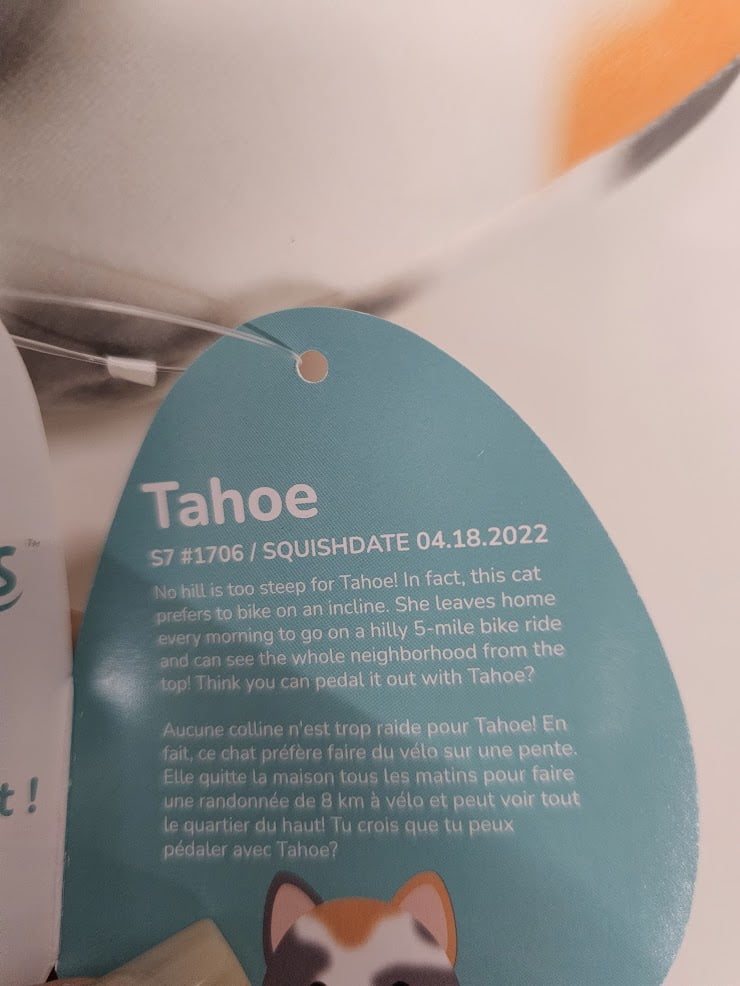 Tahoe
S7 #1706 / SQUISHDATE 04.18.2022
No hill is too steep for Tahoe! In fact, this cat
prefers to bike on an incline. She leaves home
every morning to go on a hilly 5-mile bike ride
and can see the whole neighborhood from the
top! Think you can pedal it out with Tahoe?
Aucune colline n'est trop raide pour Tahoe! En
fait, ce chat préfère faire du vélo sur une pente.
Elle quitte la maison tous les matins pour faire
une randonnée de 8 km à vélo et peut voir tout
le quartier du haut! Tu crois que tu peux
pédaler avec Tahoe?
s™
t !